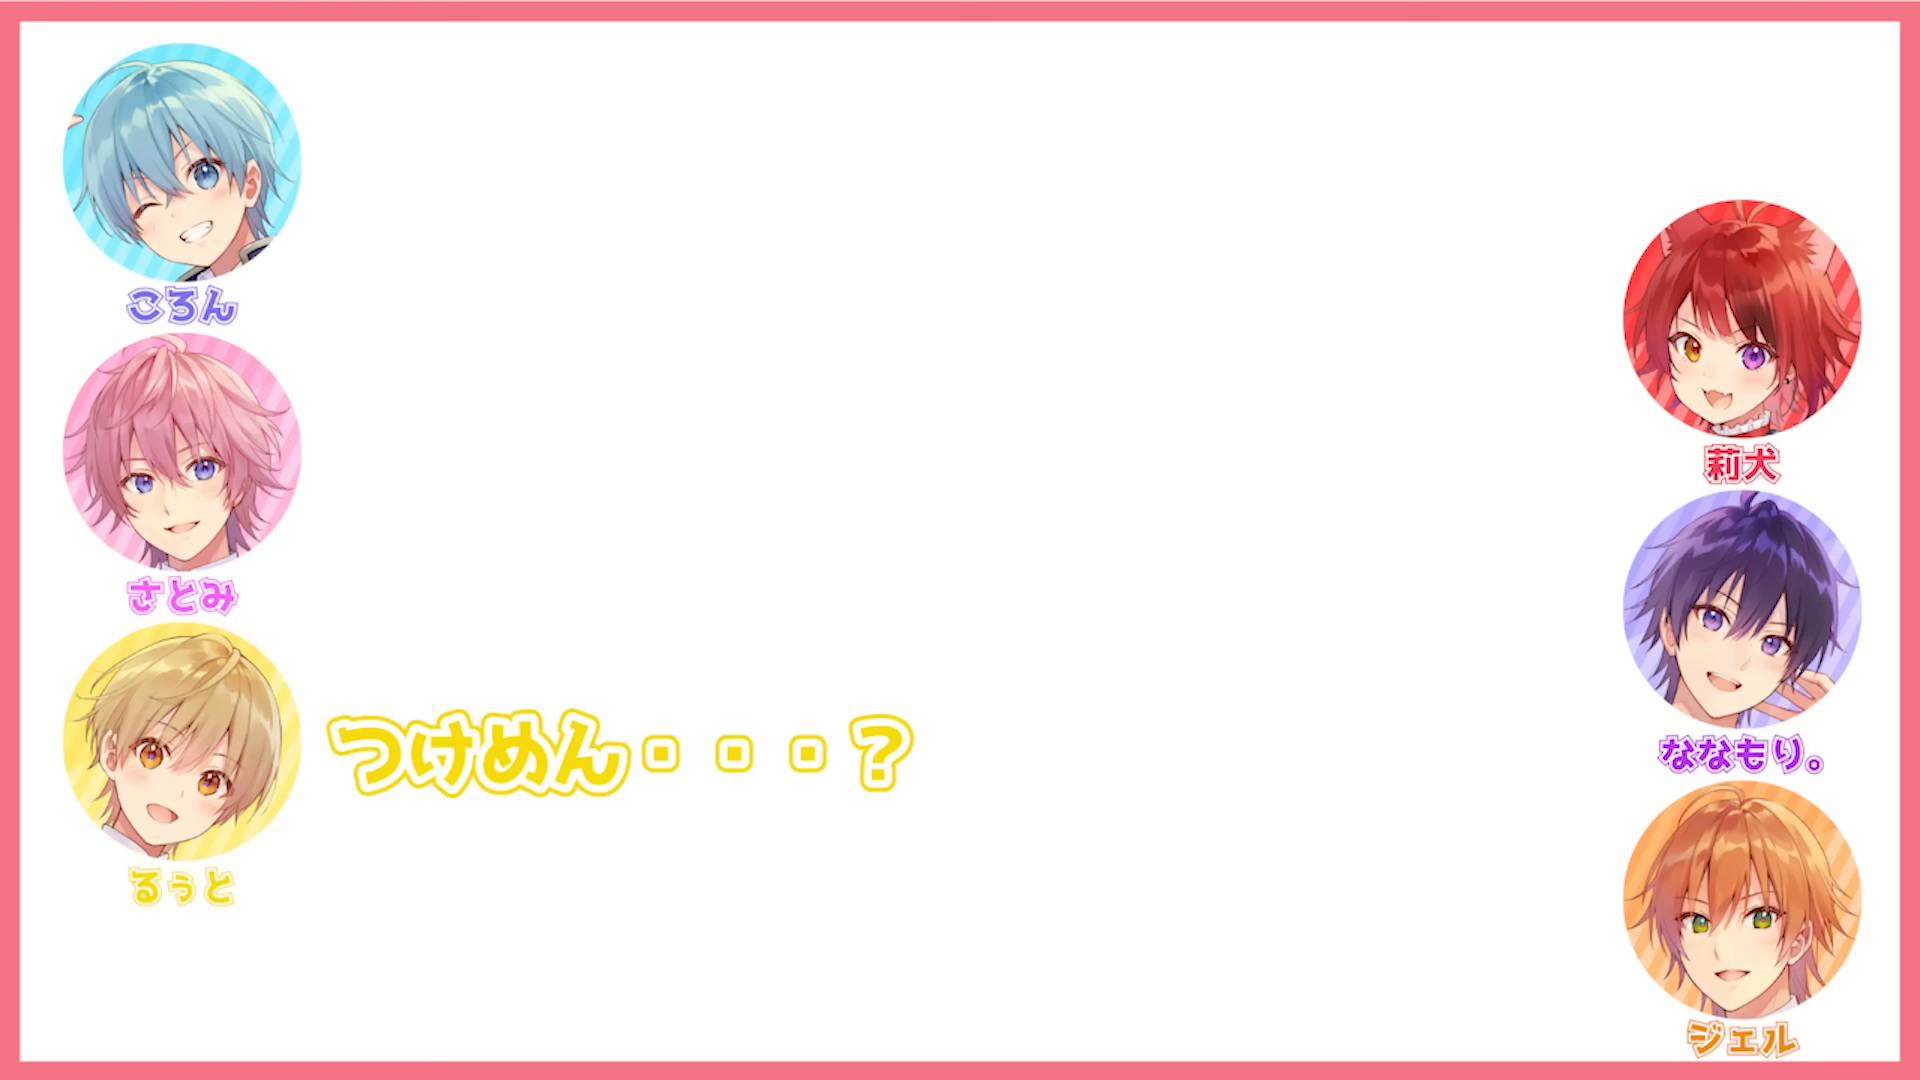 ころん
さとみ
つけめん・・・?
るぅと
莉犬
ななもり。
ジェル